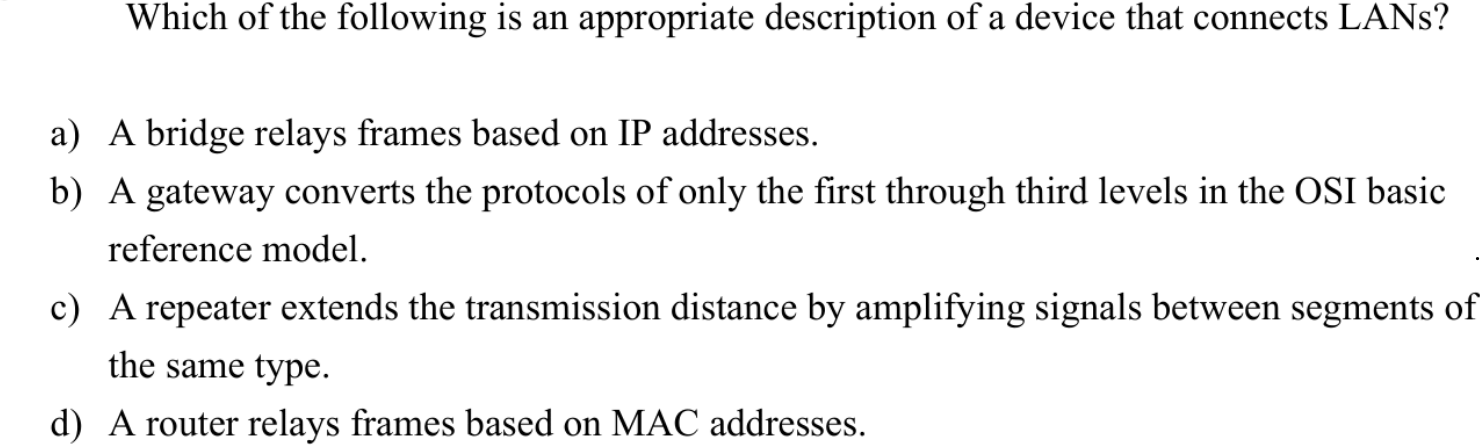 Which of the following is an appropriate description of a device that connects LANs?
a) A bridge relays frames based on IP addresses.
b) A gateway converts the protocols of only the first through third levels in the OSI basic
reference model.
c) A repeater extends the transmission distance by amplifying signals between segments of
the same type.
d) A router relays frames based on MAC addresses.